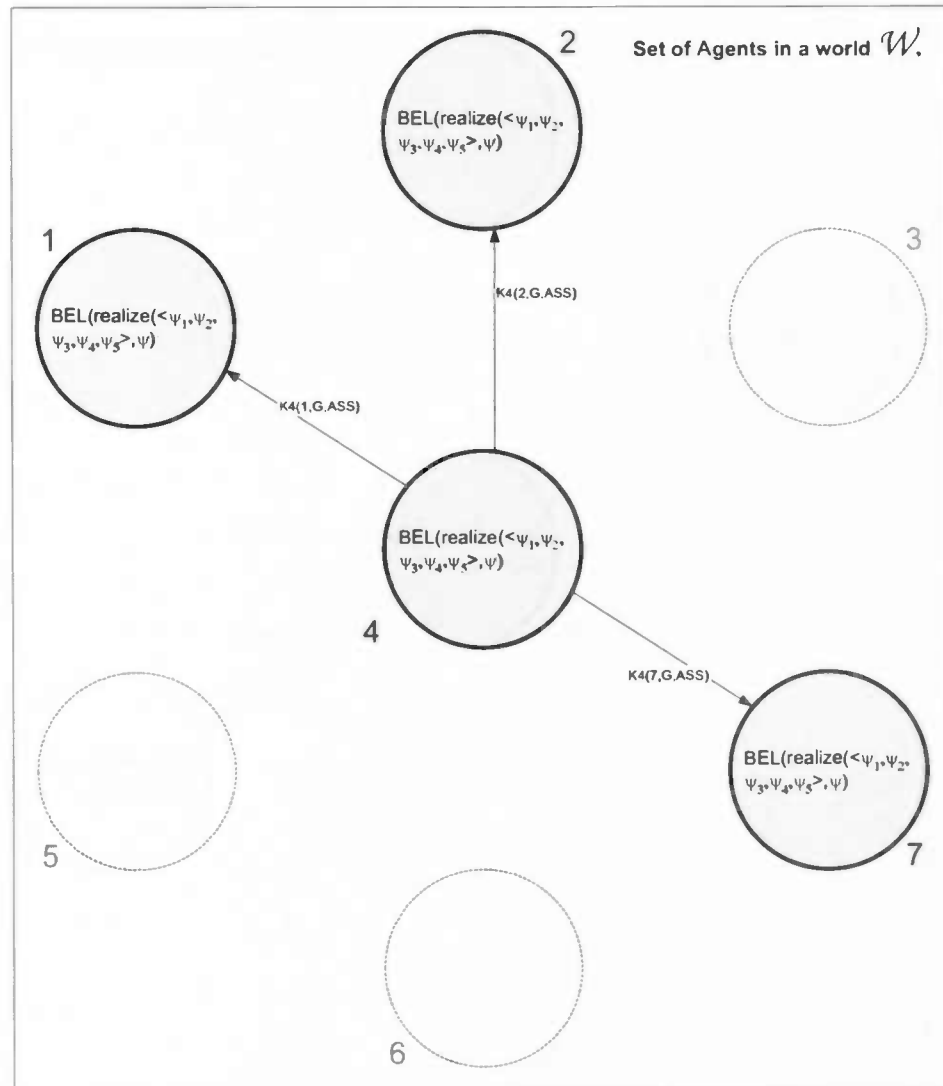 2
Set of Agents in a world 𝒲.
BEL(realize(<ψ₁,ψ₂,
ψ₃,ψ₄,ψ₅>,ψ)
1
3
BEL(realize(<ψ₁,ψ₂,
ψ₃,ψ₄,ψ₅>,ψ)
K4(2,G,ASS)
K4(1,G,ASS)
BEL(realize(<ψ₁,ψ₂,
ψ₃,ψ₄,ψ₅>,ψ)
4
K4(7,G,ASS)
BEL(realize(<ψ₁,ψ₂,
ψ₃,ψ₄,ψ₅>,ψ)
5
7
6